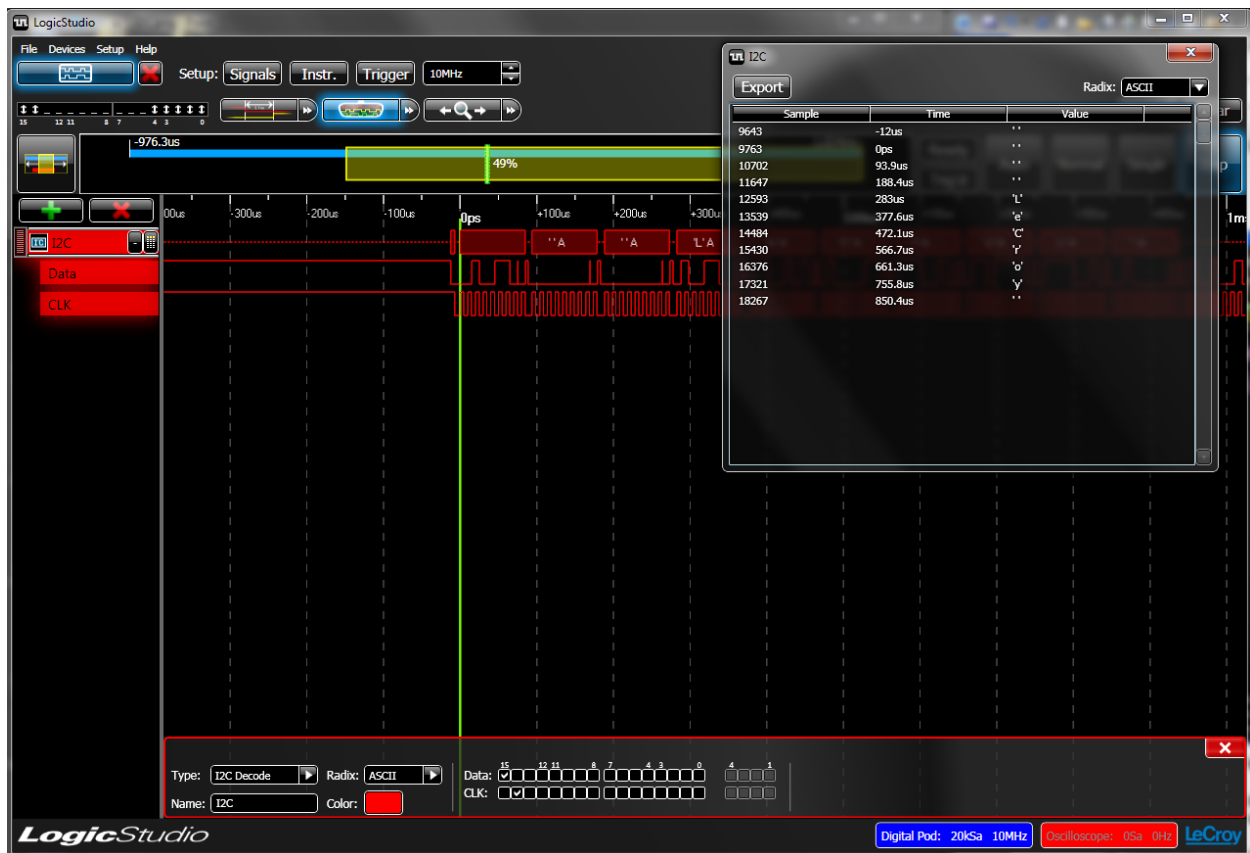 LogicStudio
File Devices Setup Help
Setup: Signals Instr. Trigger 10MHz
15 12 11 8 7 4 3 0
-976.3us
49%
00us -300us -200us -100us 0ps +100us +200us +300u 1m
I2C
' 'A ' 'A 'L'A
Data
CLK
I2C
Export Radix: ASCII
Sample Time Value
9643 -12us ' '
9763 0ps ' '
10702 93.9us ' '
11647 188.4us ' '
12593 283us 'L'
13539 377.6us 'e'
14484 472.1us 'C'
15430 566.7us 'r'
16376 661.3us 'o'
17321 755.8us 'y'
18267 850.4us ' '
Type: I2C Decode Radix: ASCII
Name: I2C Color:
15 12 11 8 7 4 3 0 4 1
Data:
CLK:
LogicStudio
Digital Pod: 20kSa 10MHz Oscilloscope: 0Sa 0Hz LeCroy